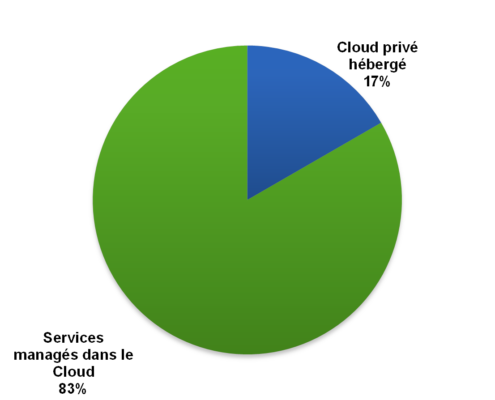 Cloud privé
hébergé
17%
Services
managés dans le
Cloud
83%